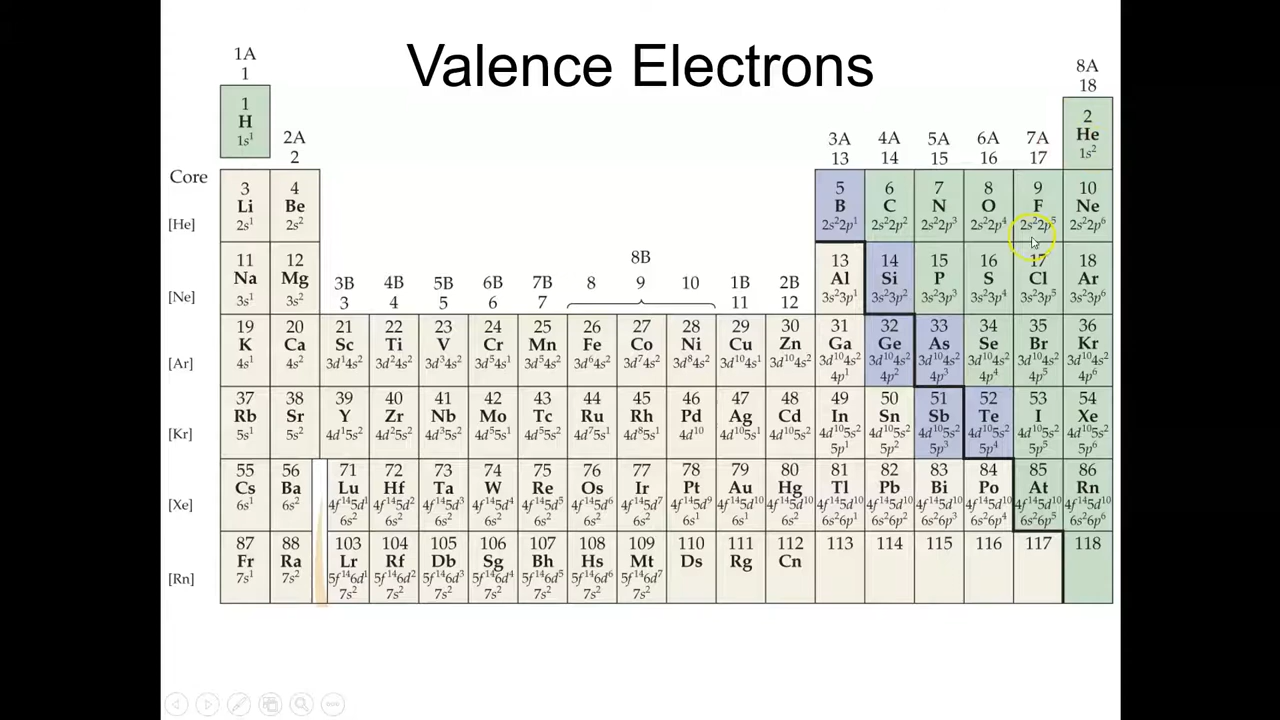 Valence Electrons
1A
1
8A
18
1
H
1s¹
2A
2
3A 4A 5A 6A 7A
13 14 15 16 17
2
He
1s²
Core
3 4 5 6 7 8 9 10
Li Be B C N O F Ne
[He] 2s¹ 2s² 2s²2p¹ 2s²2p² 2s²2p³ 2s²2p⁴ 2s²2p⁵ 2s²2p⁶
8B
11 12 13 14 15 16 17 18
Na Mg Al Si P S Cl Ar
3B 4B 5B 6B 7B 8 9 10 1B 2B
3 4 5 6 7 11 12
[Ne] 3s¹ 3s² 3s²3p¹ 3s²3p² 3s²3p³ 3s²3p⁴ 3s²3p⁵ 3s²3p⁶
19 20 21 22 23 24 25 26 27 28 29 30 31 32 33 34 35 36
K Ca Sc Ti V Cr Mn Fe Co Ni Cu Zn Ga Ge As Se Br Kr
[Ar] 4s¹ 4s² 3d¹4s² 3d²4s² 3d³4s² 3d⁵4s¹ 3d⁵4s² 3d⁶4s² 3d⁷4s² 3d⁸4s² 3d¹⁰4s¹ 3d¹⁰4s² 3d¹⁰4s² 3d¹⁰4s² 3d¹⁰4s² 3d¹⁰4s² 3d¹⁰4s² 3d¹⁰4s²
4p¹ 4p² 4p³ 4p⁴ 4p⁵ 4p⁶
37 38 39 40 41 42 43 44 45 46 47 48 49 50 51 52 53 54
Rb Sr Y Zr Nb Mo Tc Ru Rh Pd Ag Cd In Sn Sb Te I Xe
[Kr] 5s¹ 5s² 4d¹5s² 4d²5s² 4d³5s² 4d⁵5s¹ 4d⁵5s² 4d⁷5s¹ 4d⁸5s¹ 4d¹⁰ 4d¹⁰5s¹ 4d¹⁰5s² 4d¹⁰5s² 4d¹⁰5s² 4d¹⁰5s² 4d¹⁰5s² 4d¹⁰5s² 4d¹⁰5s²
5p¹ 5p² 5p³ 5p⁴ 5p⁵ 5p⁶
55 56 71 72 73 74 75 76 77 78 79 80 81 82 83 84 85 86
Cs Ba Lu Hf Ta W Re Os Ir Pt Au Hg Tl Pb Bi Po At Rn
[Xe] 6s¹ 6s² 4f¹⁴5d¹ 4f¹⁴5d² 4f¹⁴5d³ 4f¹⁴5d⁴ 4f¹⁴5d⁵ 4f¹⁴5d⁶ 4f¹⁴5d⁷ 4f¹⁴5d⁹ 4f¹⁴5d¹⁰ 4f¹⁴5d¹⁰ 4f¹⁴5d¹⁰ 4f¹⁴5d¹⁰ 4f¹⁴5d¹⁰ 4f¹⁴5d¹⁰ 4f¹⁴5d¹⁰ 4f¹⁴5d¹⁰
6s² 6s² 6s² 6s² 6s² 6s² 6s² 6s¹ 6s¹ 6s² 6s²6p¹ 6s²6p² 6s²6p³ 6s²6p⁴ 6s²6p⁵ 6s²6p⁶
87 88 103 104 105 106 107 108 109 110 111 112 113 114 115 116 117 118
Fr Ra Lr Rf Db Sg Bh Hs Mt Ds Rg Cn
[Rn] 7s¹ 7s² 5f¹⁴6d¹ 5f¹⁴6d² 5f¹⁴6d³ 5f¹⁴6d⁴ 5f¹⁴6d⁵ 5f¹⁴6d⁶ 5f¹⁴6d⁷
7s² 7s² 7s² 7s² 7s² 7s² 7s²